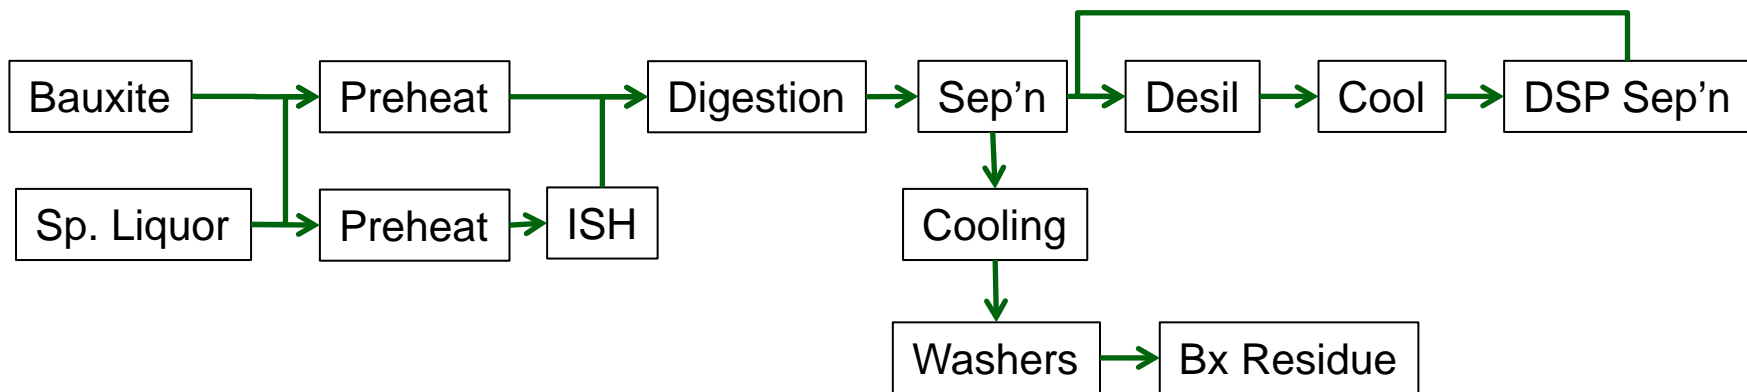 Bauxite
Preheat
Digestion
Sep’n
Desil
Cool
DSP Sep’n
Sp. Liquor
Preheat
ISH
Cooling
Washers
Bx Residue